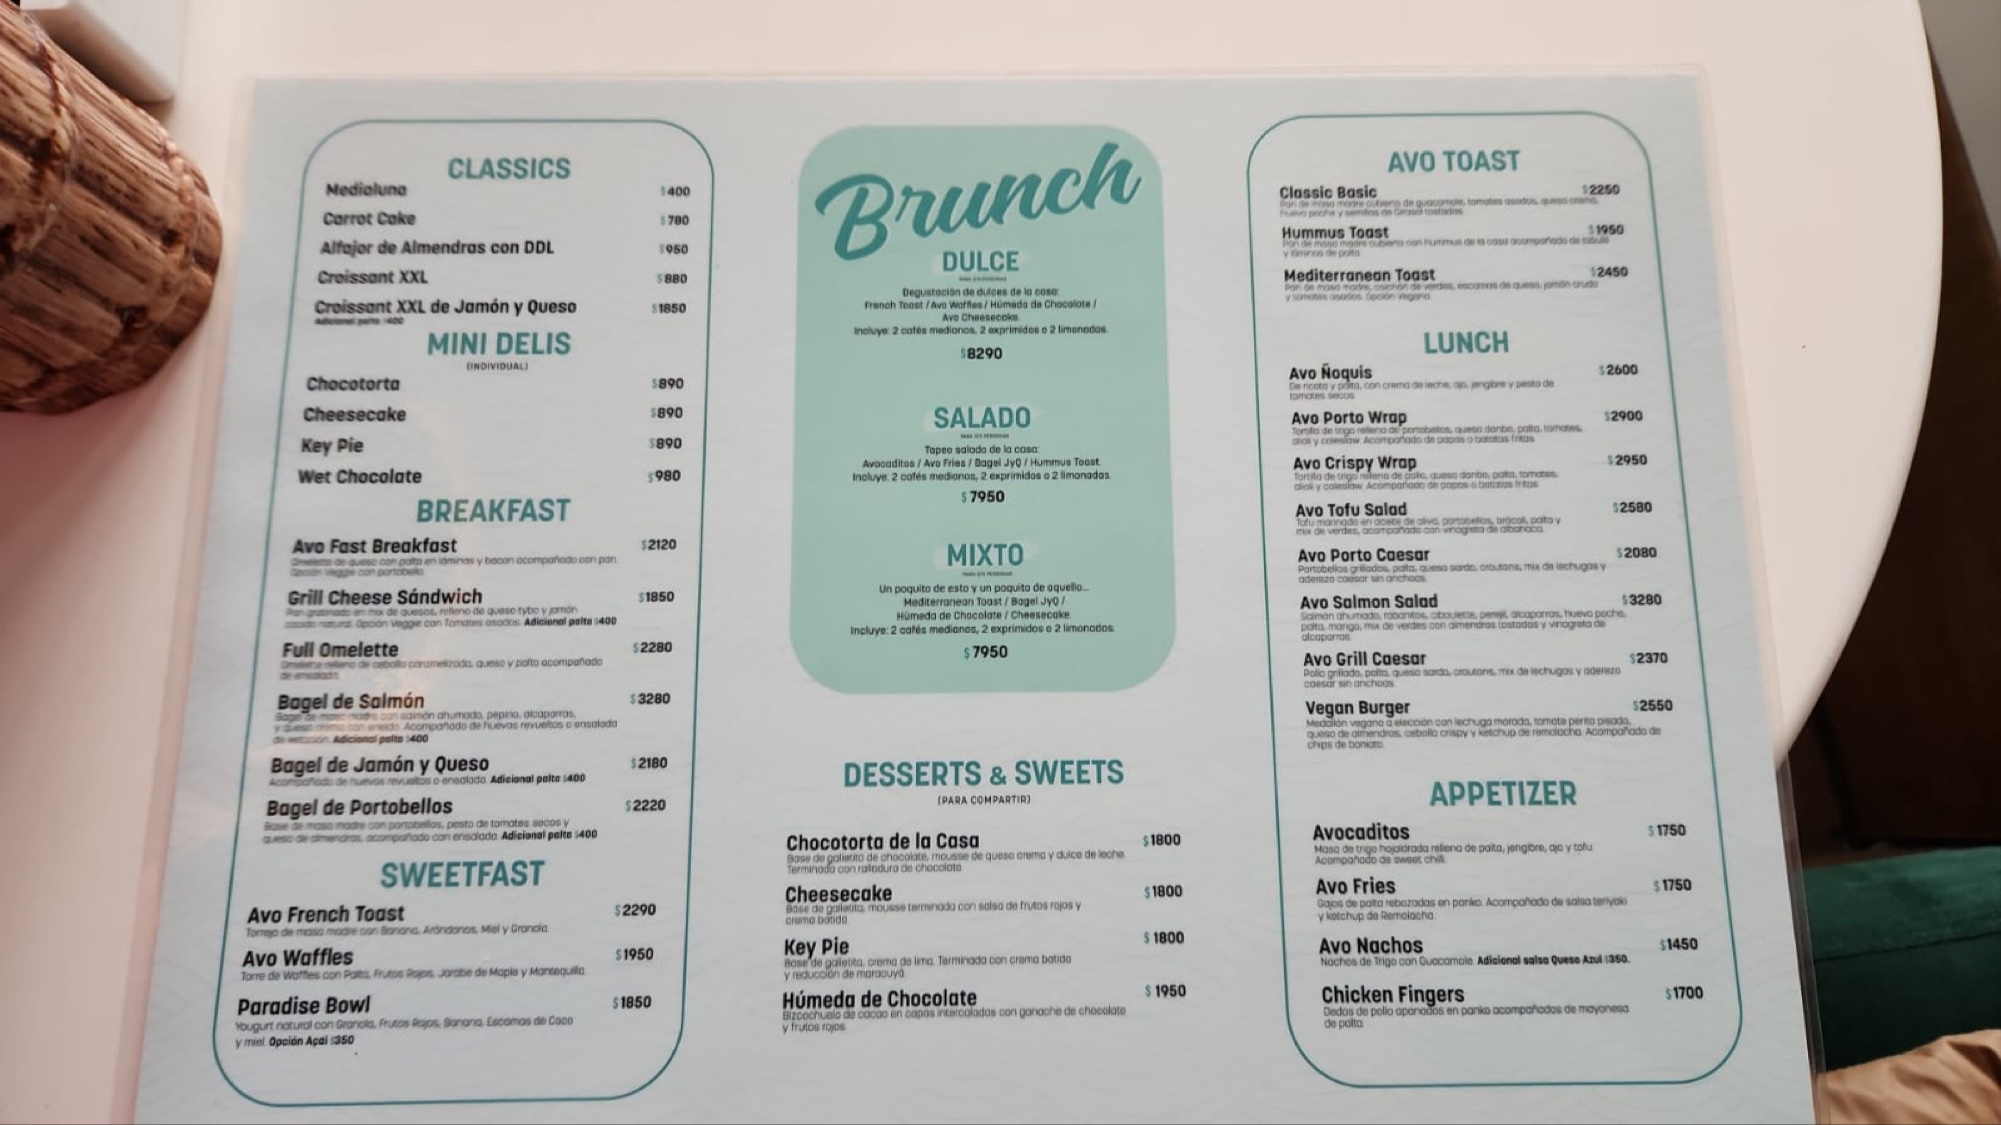 CLASSICS
Medialuna $400
Carrot Cake $780
Alfajor de Almendras con DDL $950
Croissant XXL $880
Croissant XXL de Jamón y Queso $1850
Adicional palta $400
MINI DELIS
(INDIVIDUAL)
Chocotorta $890
Cheesecake $890
Key Pie $890
Wet Chocolate $980
BREAKFAST
Avo Fast Breakfast $2120
Omelette de queso con palta en láminas y bacon acompañado con pan.
Opción Veggie con portobello.
Grill Cheese Sándwich $1850
Pan gratinado en mix de quesos, relleno de queso tybo y jamón
asado natural. Opción Veggie con Tomates asados. Adicional palta $400
Full Omelette $2280
Omelette relleno de cebolla caramelizada, queso y palta acompañado
de ensalada.
Bagel de Salmón $3280
Bagel de masa madre con salmón ahumado, pepino, alcaparras,
y queso crema con eneldo. Acompañado de huevos revueltos o ensalada
de estación. Adicional palta $400
Bagel de Jamón y Queso $2180
Acompañado de huevos revueltos o ensalada. Adicional palta $400
Bagel de Portobellos $2220
Base de masa madre con portobellos, pesto de tomates secos y
queso de almendras, acompañado con ensalada. Adicional palta $400
SWEETFAST
Avo French Toast $2290
Torreja de masa madre con Banana, Arándanos, Miel y Granola.
Avo Waffles $1950
Torre de Waffles con Palta, Frutos Rojos, Jarabe de Maple y Mantequilla.
Paradise Bowl $1850
Yougurt natural con Granola, Frutos Rojos, Banana, Escamas de Coco
y miel. Opción Açai $350
Brunch
DULCE
Degustación de dulces de la casa:
French Toast / Avo Waffles / Húmeda de Chocolate /
Avo Cheesecake.
Incluye: 2 cafés medianos, 2 exprimidos o 2 limonadas.
$8290
SALADO
Tapeo salado de la casa:
Avocaditos / Avo Fries / Bagel JyQ / Hummus Toast.
Incluye: 2 cafés medianos, 2 exprimidos o 2 limonadas.
$7950
MIXTO
Un poquito de esto y un poquito de aquello...
Mediterranean Toast / Bagel JyQ /
Húmeda de Chocolate / Cheesecake.
Incluye: 2 cafés medianos, 2 exprimidos o 2 limonadas.
$7950
DESSERTS & SWEETS
(PARA COMPARTIR)
Chocotorta de la Casa $1800
Base de galletita de chocolate, mousse de queso crema y dulce de leche.
Terminada con ralladura de chocolate.
Cheesecake $1800
Base de galletita, mousse terminada con salsa de frutos rojos y
crema batida.
Key Pie $1800
Base de galletita, crema de lima. Terminada con crema batida
y reducción de maracuyá.
Húmeda de Chocolate $1950
Bizcochuelo de cacao en capas intercaladas con ganache de chocolate
y frutos rojos.
AVO TOAST
Classic Basic $2250
Pan de masa madre cubierto de guacamole, tomates asados, queso crema,
huevo poche y semillas de Girasol tostadas.
Hummus Toast $1950
Pan de masa madre cubierto con hummus de la casa acompañado de tabule
y láminas de palta.
Mediterranean Toast $2450
Pan de masa madre, colchón de verdes, escamas de queso, jamón crudo
y tomates asados. Opción Vegana.
LUNCH
Avo Ñoquis $2600
De ricota y palta, con crema de leche, ajo, jengibre y pesto de
tomates secos.
Avo Porto Wrap $2900
Tortilla de trigo rellena de portobellos, queso danbo, palta, tomates,
alioli y coleslaw. Acompañado de papas o batatas fritas.
Avo Crispy Wrap $2950
Tortilla de trigo rellena de pollo, queso danbo, palta, tomates,
alioli y coleslaw. Acompañado de papas o batatas fritas.
Avo Tofu Salad $2580
Tofu marinado en aceite de oliva, portobellos, brócoli, palta y
mix de verdes, acompañado con vinagreta de albahaca.
Avo Porto Caesar $2080
Portobellos grillados, palta, queso sardo, croutons, mix de lechugas y
aderezo caesar sin anchoas.
Avo Salmon Salad $3280
Salmón ahumado, rabanitos, ciboulette, perejil, alcaparras, huevo poche,
palta, mango, mix de verdes con almendras tostadas y vinagreta de
alcaparras.
Avo Grill Caesar $2370
Pollo grillado, palta, queso sardo, croutons, mix de lechugas y aderezo
caesar sin anchoas.
Vegan Burger $2550
Medallón vegano a elección con lechuga morada, tomate perita pisado,
queso de almendras, cebolla crispy y ketchup de remolacha. Acompañado de
chips de boniato.
APPETIZER
Avocaditos $1750
Masa de trigo hojaldrada rellena de palta, jengibre, ajo y tofu.
Acompañado de sweet chili.
Avo Fries $1750
Gajos de palta rebozadas en panko. Acompañado de salsa teriyaki
y ketchup de Remolacha.
Avo Nachos $1450
Nachos de Trigo con Guacamole. Adicional salsa Queso Azul $350.
Chicken Fingers $1700
Dedos de pollo apanados en panko acompañados de mayonesa
de palta.